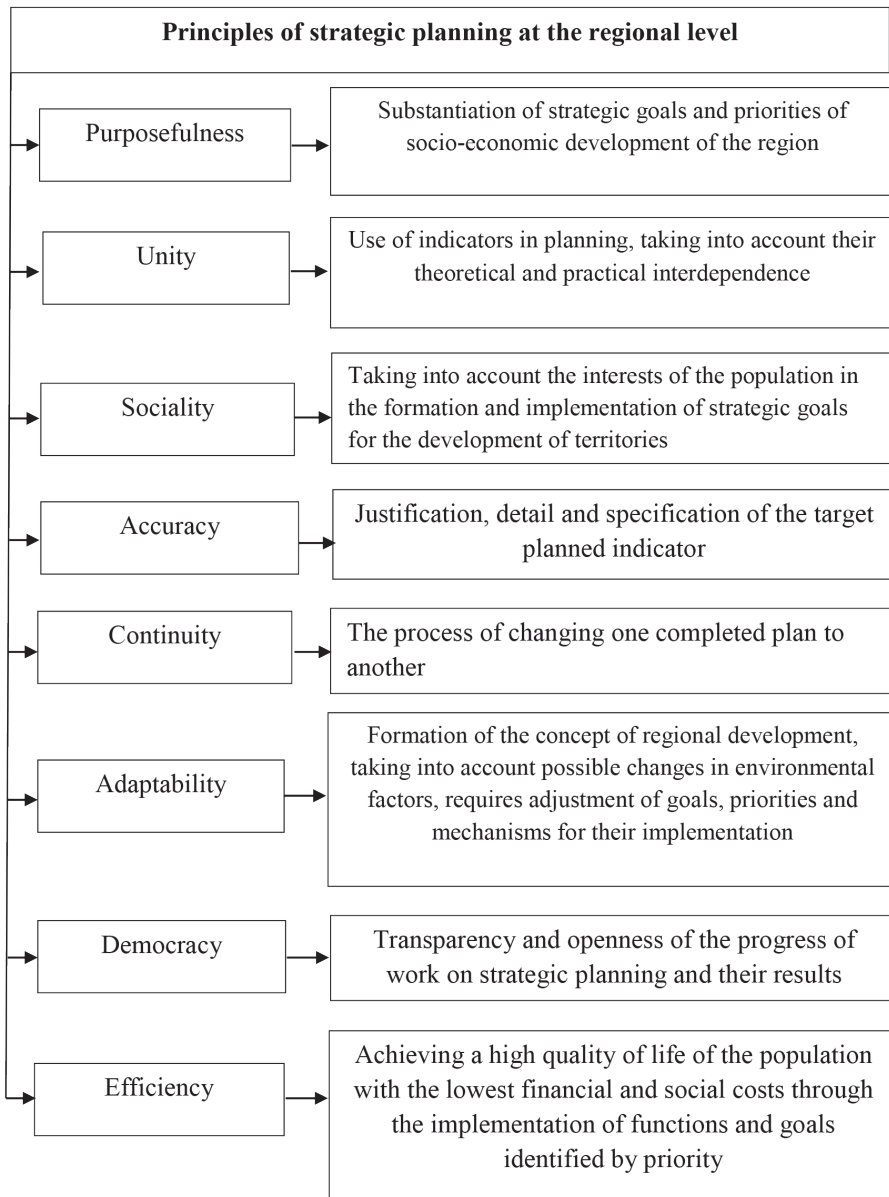 Principles of strategic planning at the regional level
Purposefulness
Substantiation of strategic goals and priorities of
socio-economic development of the region
Unity
Use of indicators in planning, taking into account their
theoretical and practical interdependence
Sociality
Taking into account the interests of the population in
the formation and implementation of strategic goals
for the development of territories
Accuracy
Justification, detail and specification of the target
planned indicator
Continuity
The process of changing one completed plan to
another
Adaptability
Formation of the concept of regional development,
taking into account possible changes in environmental
factors, requires adjustment of goals, priorities and
mechanisms for their implementation
Democracy
Transparency and openness of the progress of
work on strategic planning and their results
Efficiency
Achieving a high quality of life of the population
with the lowest financial and social costs through
the implementation of functions and goals
identified by priority